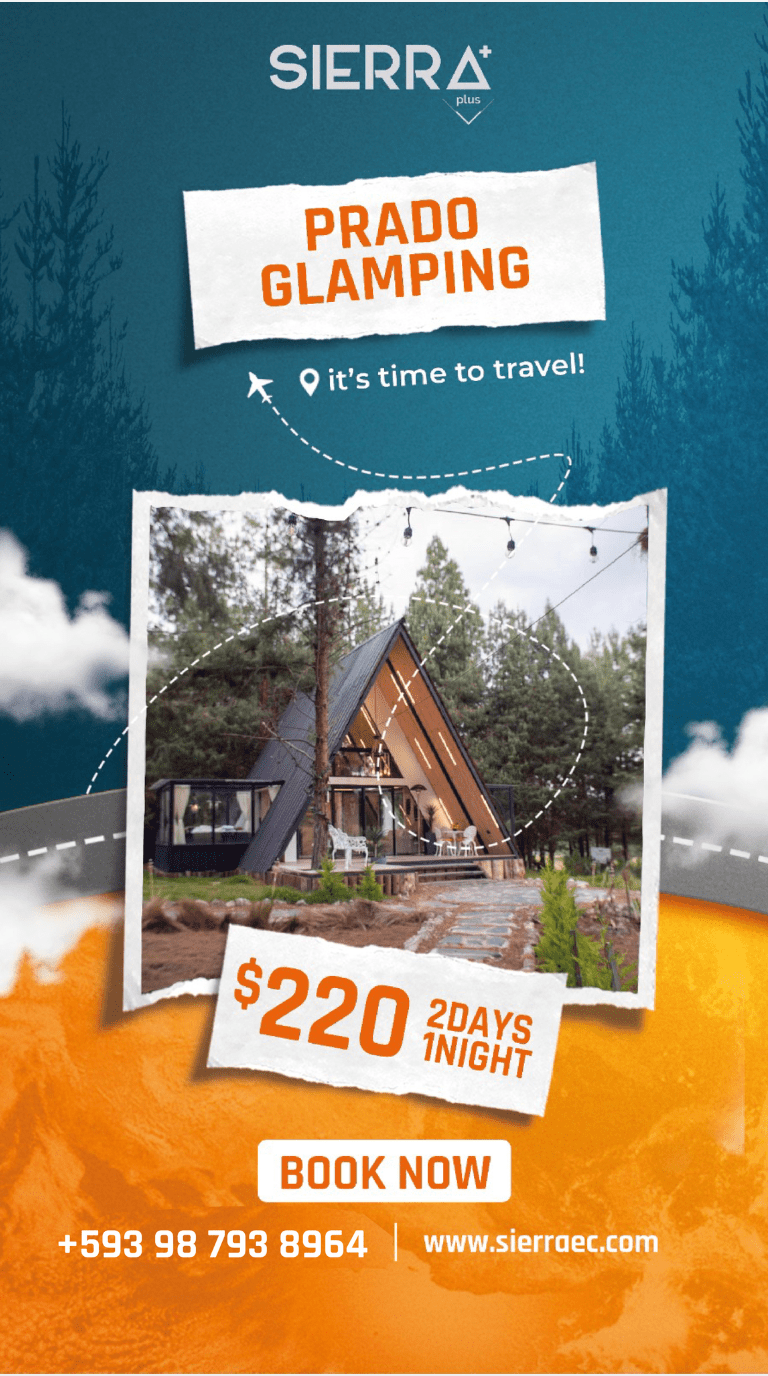 SIERRA+
plus
PRADO
GLAMPING
it's time to travel!
$220
2DAYS
1NIGHT
BOOK NOW
+593 98 793 8964 | www.sierraec.com